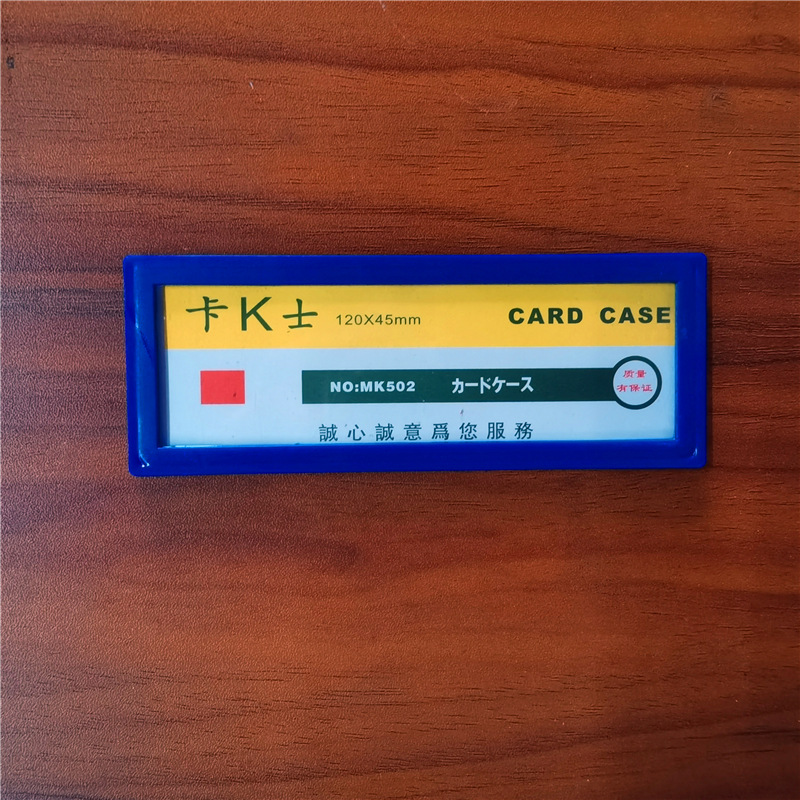 卡K士 120X45mm CARD CASE
NO:MK502 カードケース
质量
有保证
誠心誠意爲您服務